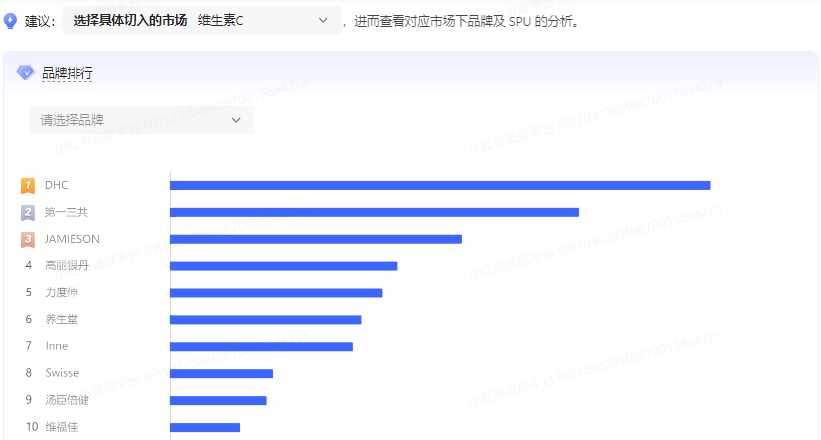 建议： 选择具体切入的市场 维生素C ，进而查看对应市场下品牌及 SPU 的分析。
品牌排行
请选择品牌
1 DHC
2 第一三共
3 JAMIESON
4 高丽很丹
5 力度伸
6 养生堂
7 Inne
8 Swisse
9 汤臣倍健
10 维福佳